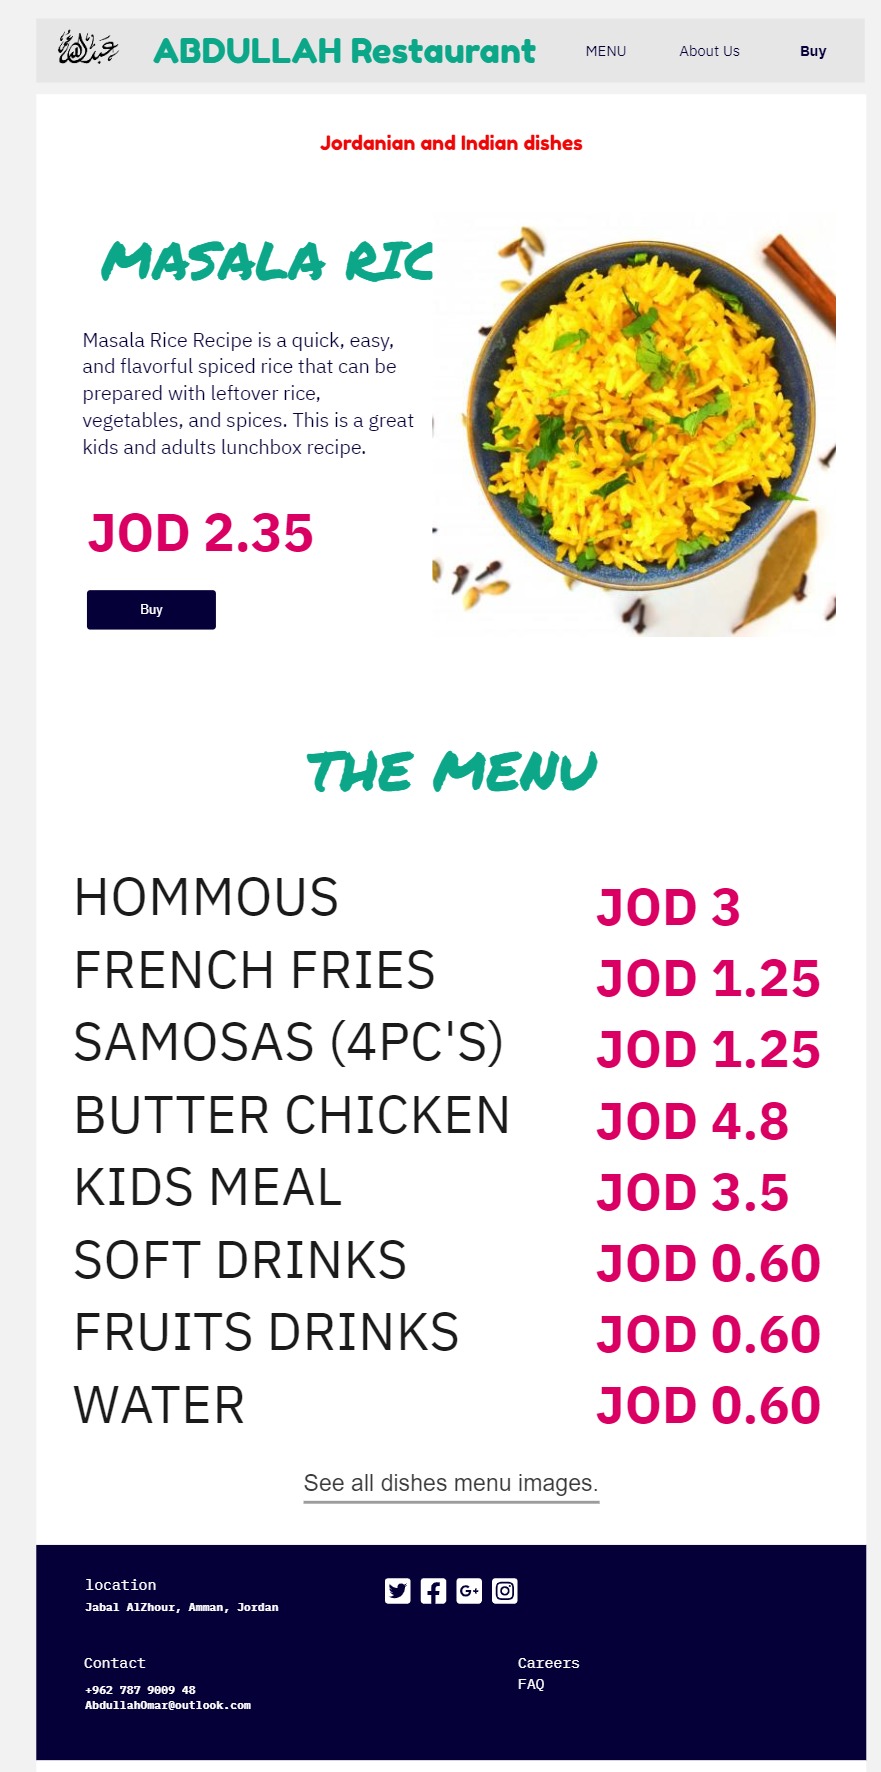 عبدالله
ABDULLAH Restaurant
MENU
About Us
Buy
Jordanian and Indian dishes
MASALA RIC
Masala Rice Recipe is a quick, easy,
and flavorful spiced rice that can be
prepared with leftover rice,
vegetables, and spices. This is a great
kids and adults lunchbox recipe.
JOD 2.35
Buy
THE MENU
HOMMOUS JOD 3
FRENCH FRIES JOD 1.25
SAMOSAS (4PC'S) JOD 1.25
BUTTER CHICKEN JOD 4.8
KIDS MEAL JOD 3.5
SOFT DRINKS JOD 0.60
FRUITS DRINKS JOD 0.60
WATER JOD 0.60
See all dishes menu images.
location
Jabal AlZhour, Amman, Jordan
G+
Contact
+962 787 9009 48
AbdullahOmar@outlook.com
Careers
FAQ